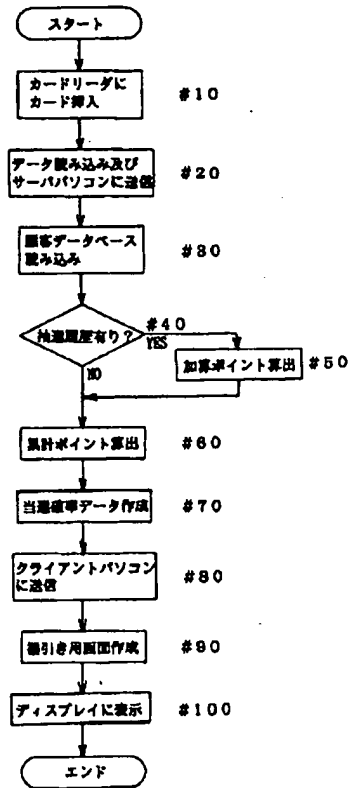 スタート
カードリーダに
カード挿入
#10
データ読み込み及び
サーバパソコンに送信
#20
顧客データベース
読み込み
#30
抽選履歴有り?
#40
YES
NO
加算ポイント算出
#50
累計ポイント算出
#60
当選確率データ作成
#70
クライアントパソコン
に送信
#80
籤引き用画面作成
#90
ディスプレイに表示
#100
エンド